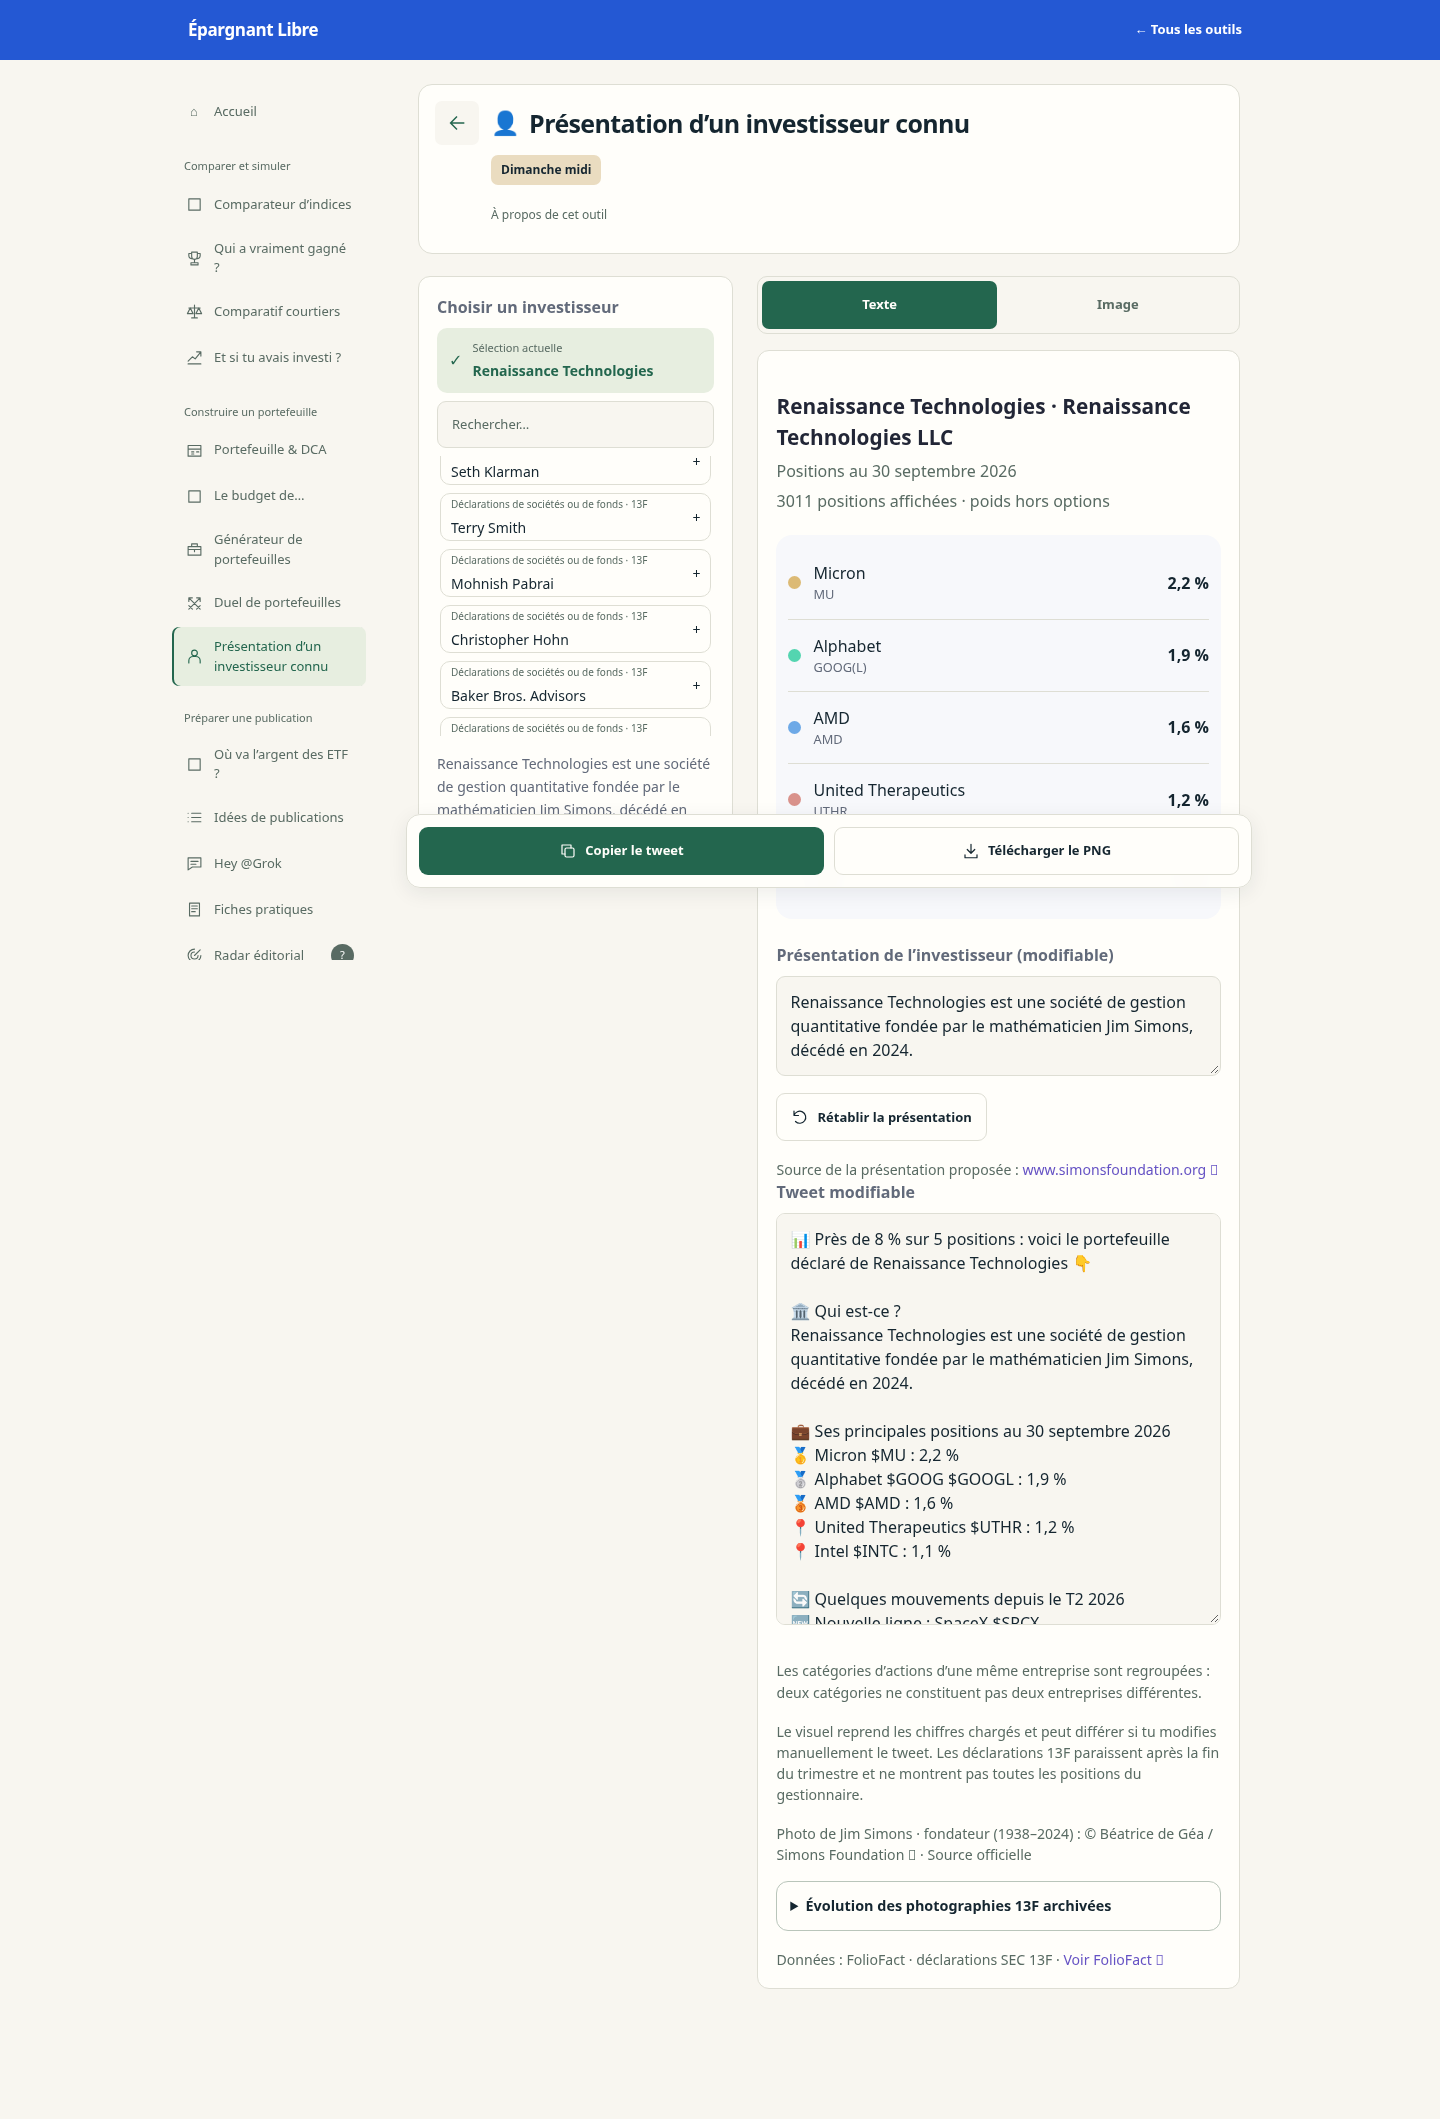 Épargnant Libre
← Tous les outils
Accueil
Comparer et simuler
Comparateur d’indices
Qui a vraiment gagné
?
Comparatif courtiers
Et si tu avais investi ?
Construire un portefeuille
Portefeuille & DCA
Le budget de…
Générateur de
portefeuilles
Duel de portefeuilles
Présentation d’un
investisseur connu
Préparer une publication
Où va l’argent des ETF
?
Idées de publications
Hey @Grok
Fiches pratiques
Radar éditorial ?
👤 Présentation d’un investisseur connu
Dimanche midi
À propos de cet outil
Choisir un investisseur
✓ Sélection actuelle
Renaissance Technologies
Rechercher…
Seth Klarman +
Déclarations de sociétés ou de fonds · 13F
Terry Smith +
Déclarations de sociétés ou de fonds · 13F
Mohnish Pabrai +
Déclarations de sociétés ou de fonds · 13F
Christopher Hohn +
Déclarations de sociétés ou de fonds · 13F
Baker Bros. Advisors +
Déclarations de sociétés ou de fonds · 13F
Renaissance Technologies est une société
de gestion quantitative fondée par le
mathématicien Jim Simons, décédé en
Texte
Image
Renaissance Technologies · Renaissance
Technologies LLC
Positions au 30 septembre 2026
3011 positions affichées · poids hors options
Micron
MU
2,2 %
Alphabet
GOOG(L)
1,9 %
AMD
AMD
1,6 %
United Therapeutics
UTHR
1,2 %
Copier le tweet
Télécharger le PNG
Présentation de l’investisseur (modifiable)
Renaissance Technologies est une société de gestion
quantitative fondée par le mathématicien Jim Simons,
décédé en 2024.
Rétablir la présentation
Source de la présentation proposée : www.simonsfoundation.org
Tweet modifiable
📊 Près de 8 % sur 5 positions : voici le portefeuille
déclaré de Renaissance Technologies 👇
🏛️ Qui est-ce ?
Renaissance Technologies est une société de gestion
quantitative fondée par le mathématicien Jim Simons,
décédé en 2024.
💼 Ses principales positions au 30 septembre 2026
🥇 Micron $MU : 2,2 %
🥈 Alphabet $GOOG $GOOGL : 1,9 %
🥉 AMD $AMD : 1,6 %
📍 United Therapeutics $UTHR : 1,2 %
📍 Intel $INTC : 1,1 %
🔄 Quelques mouvements depuis le T2 2026
🆕 Nouvelle ligne : SpaceX $SPCX
Les catégories d’actions d’une même entreprise sont regroupées :
deux catégories ne constituent pas deux entreprises différentes.
Le visuel reprend les chiffres chargés et peut différer si tu modifies
manuellement le tweet. Les déclarations 13F paraissent après la fin
du trimestre et ne montrent pas toutes les positions du
gestionnaire.
Photo de Jim Simons · fondateur (1938–2024) : © Béatrice de Géa /
Simons Foundation · Source officielle
▶ Évolution des photographies 13F archivées
Données : FolioFact · déclarations SEC 13F · Voir FolioFact